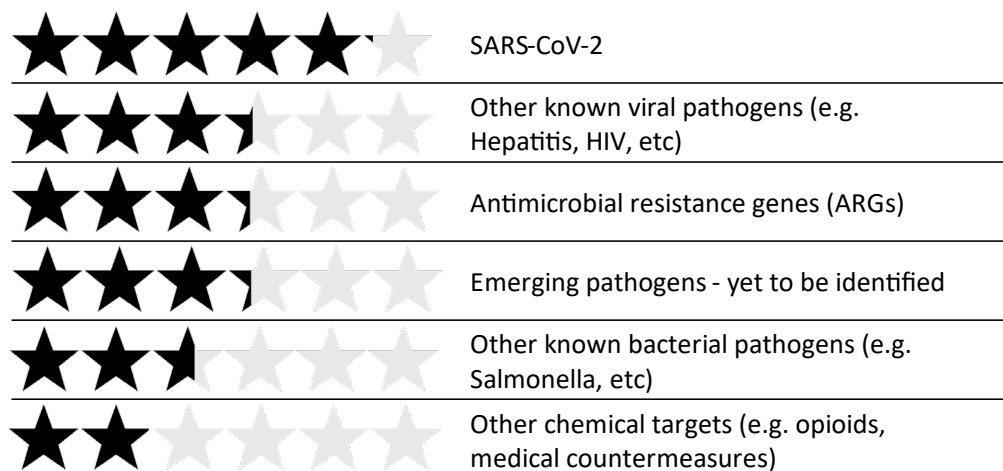 SARS-CoV-2
Other known viral pathogens (e.g.
Hepatitis, HIV, etc)
Antimicrobial resistance genes (ARGs)
Emerging pathogens - yet to be identified
Other known bacterial pathogens (e.g.
Salmonella, etc)
Other chemical targets (e.g. opioids,
medical countermeasures)